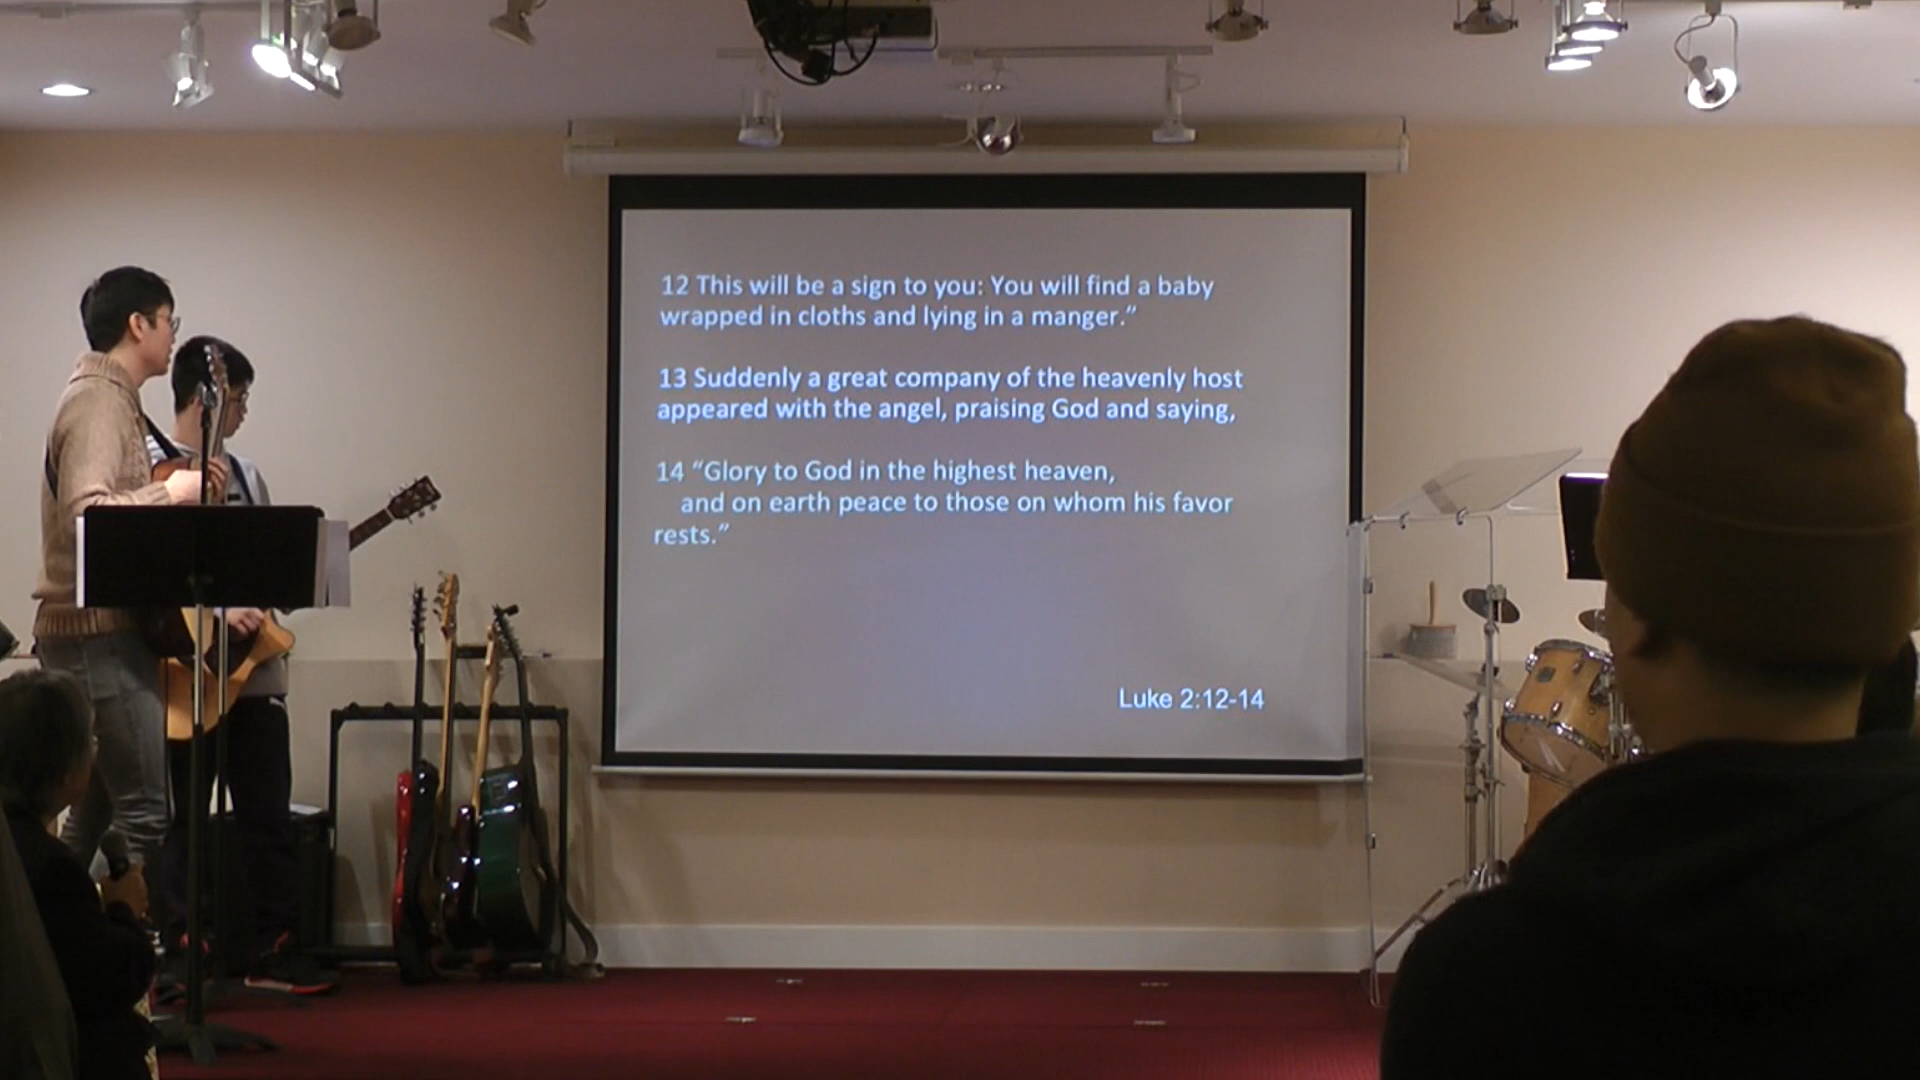 12 This will be a sign to you: You will find a baby
wrapped in cloths and lying in a manger.”
13 Suddenly a great company of the heavenly host
appeared with the angel, praising God and saying,
14 “Glory to God in the highest heaven,
and on earth peace to those on whom his favor
rests.”
Luke 2:12-14